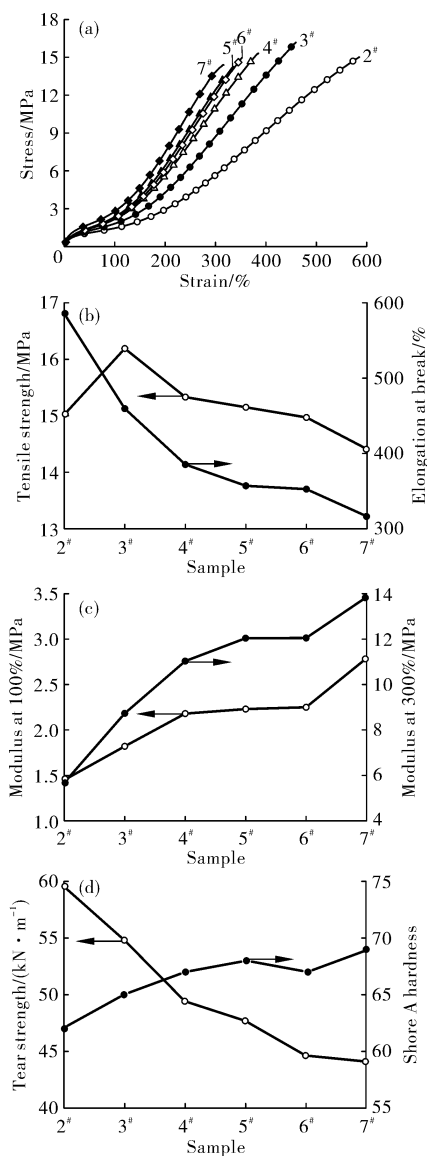 (a)
18
15
12
9
6
3
Stress/MPa
7#
5#
6#
4#
3#
2#
0
100
200
300
400
500
600
Strain/%
(b)
17
16
15
14
13
Tensile strength/MPa
600
500
400
300
Elongation at break/%
2# 3# 4# 5# 6# 7#
Sample
(c)
3.5
3.0
2.5
2.0
1.5
1.0
Modulus at 100%/MPa
14
12
10
8
6
4
Modulus at 300%/MPa
2# 3# 4# 5# 6# 7#
Sample
(d)
60
55
50
45
40
Tear strength/(kN · m⁻¹)
75
70
65
60
55
Shore A hardness
2# 3# 4# 5# 6# 7#
Sample